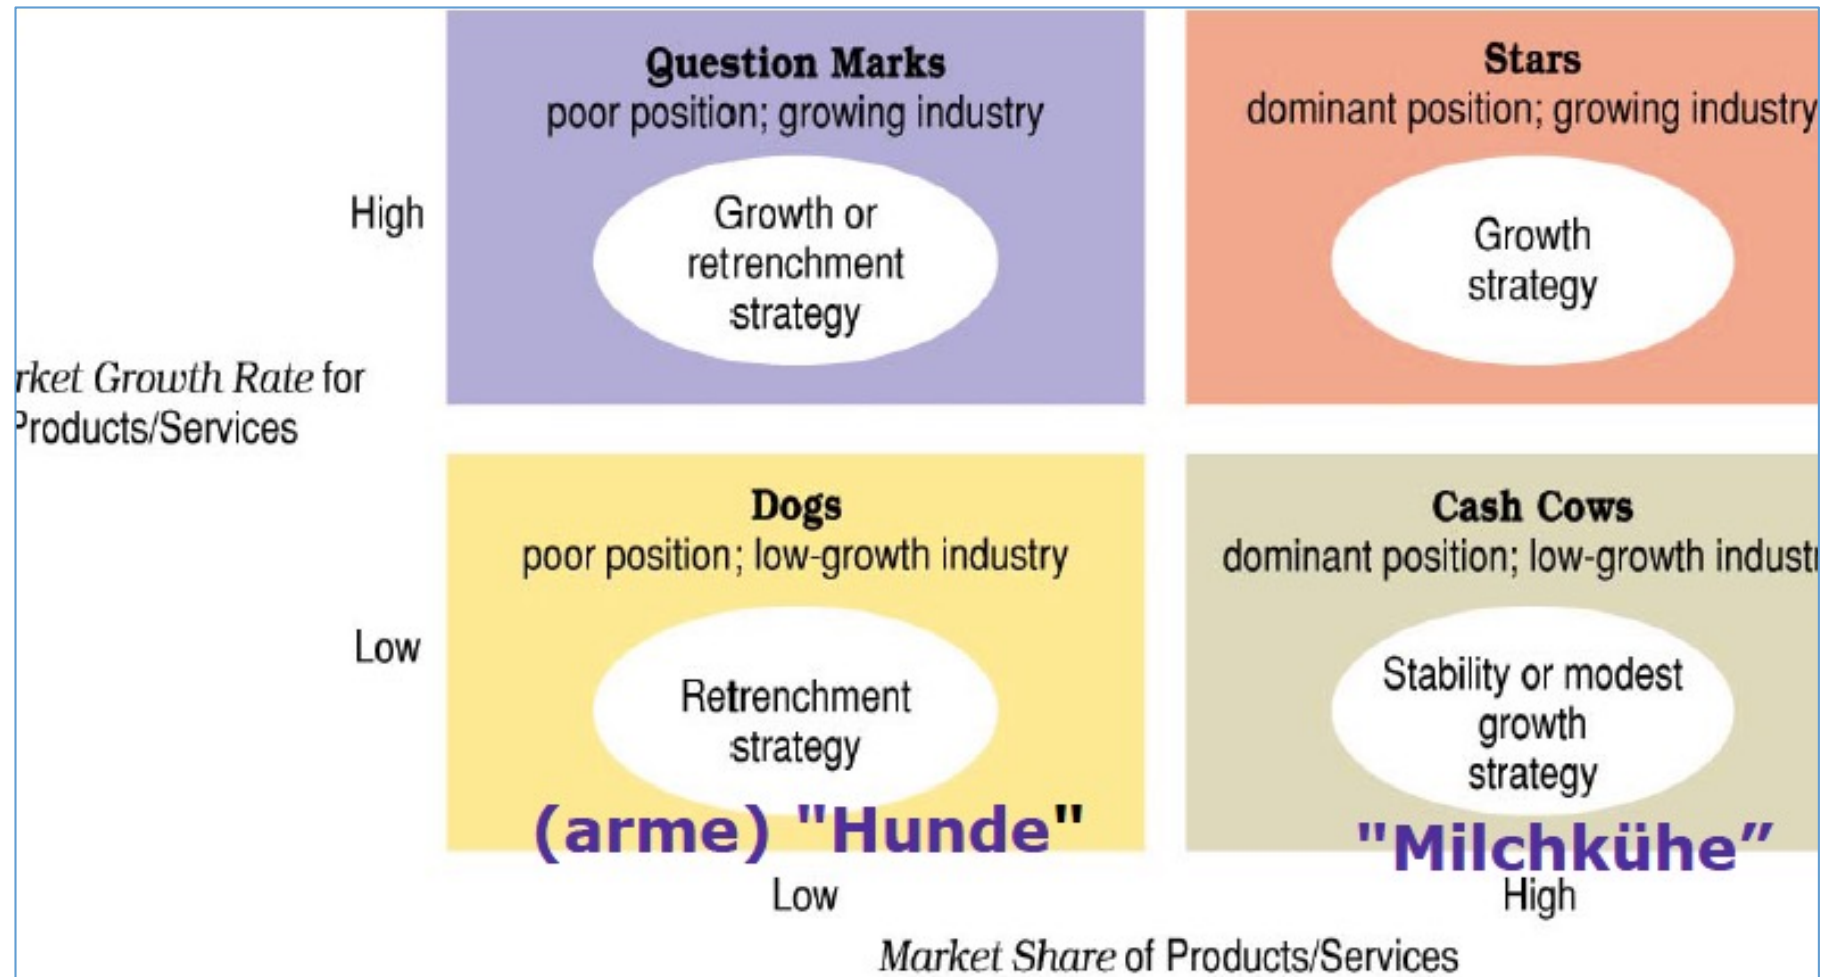 Question Marks
poor position; growing industry
Growth or
retrenchment
strategy
Stars
dominant position; growing industry
Growth
strategy
High
rket Growth Rate for
Products/Services
Dogs
poor position; low-growth industry
Retrenchment
strategy
(arme) "Hunde"
Cash Cows
dominant position; low-growth industr
Stability or modest
growth
strategy
"Milchkühe”
Low
Low
High
Market Share of Products/Services